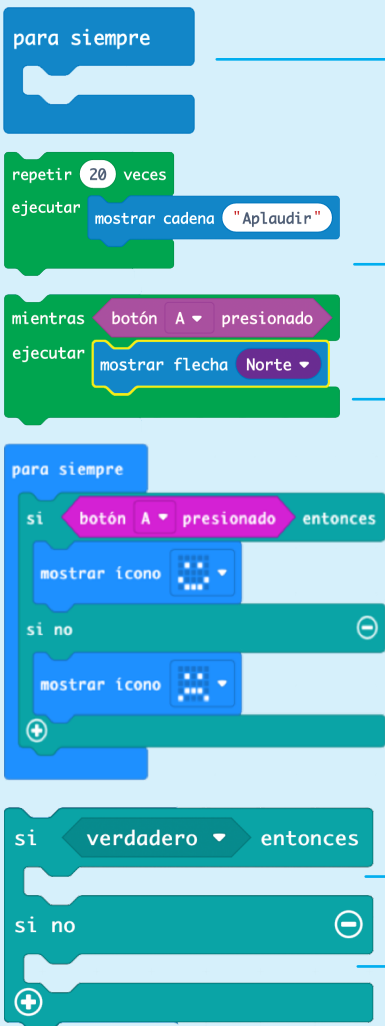 para siempre
repetir 20 veces
ejecutar mostrar cadena "Aplaudir"
mientras botón A presionado
ejecutar mostrar flecha Norte
para siempre
si botón A presionado entonces
mostrar ícono
si no
mostrar ícono
si verdadero entonces
si no